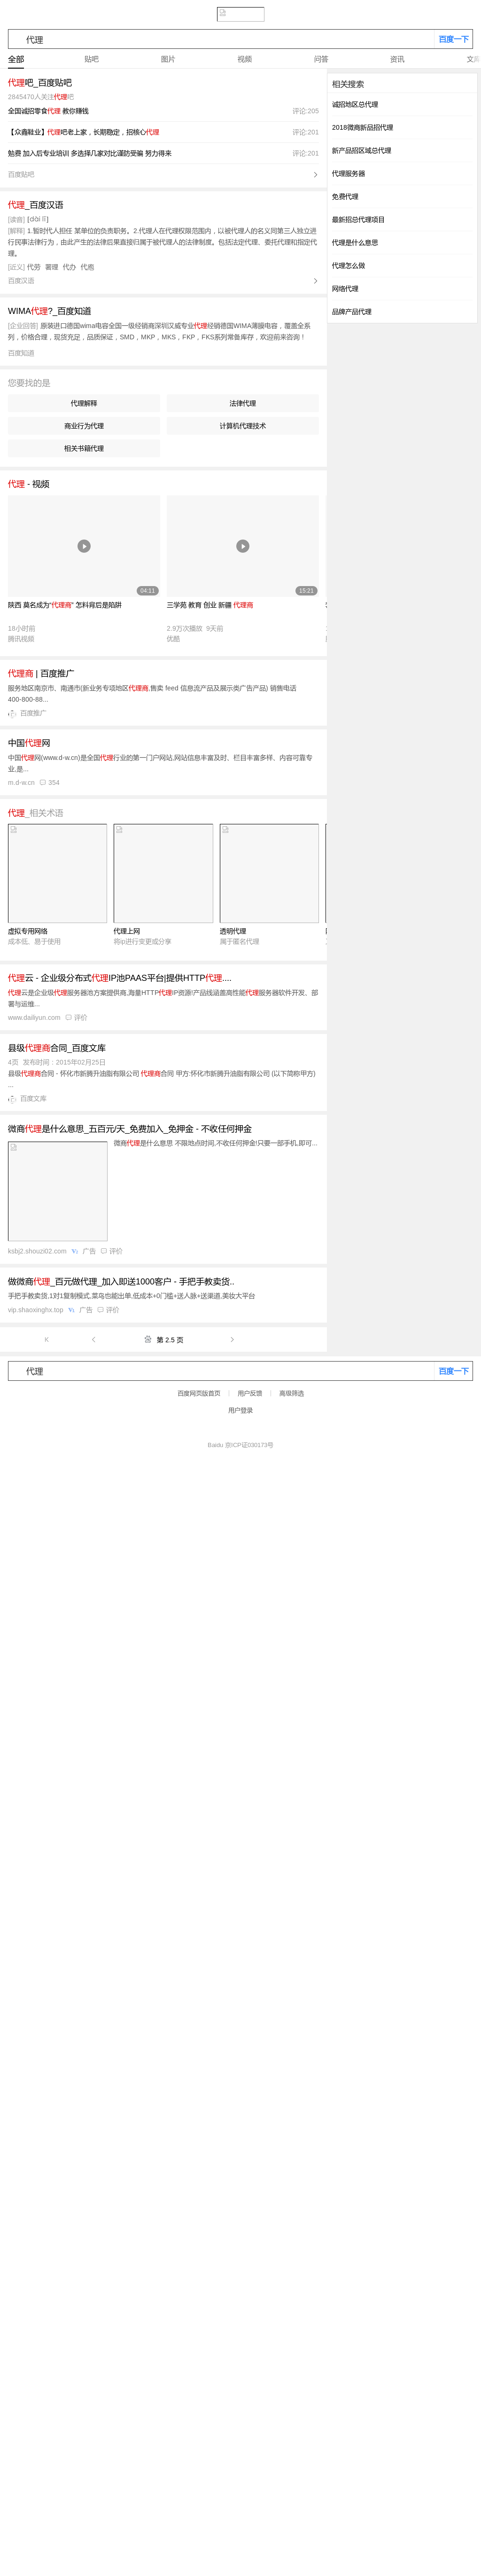 代理
百度一下
全部 贴吧 图片 视频 问答 资讯 文库
代理吧_百度贴吧
2845470人关注代理吧
全国诚招零食代理 教你赚钱 评论:205
【众鑫鞋业】代理吧老上家，长期稳定，招核心代理 评论:201
勉费 加入后专业培训 多选择几家对比谨防受骗 努力得来 评论:201
百度贴吧
代理_百度汉语
[读音] [dài lǐ]
[解释] 1.暂时代人担任 某单位的负责职务。2.代理人在代理权限范围内，以被代理人的名义同第三人独立进
行民事法律行为，由此产生的法律后果直接归属于被代理人的法律制度。包括法定代理、委托代理和指定代
理。
[近义] 代劳 署理 代办 代庖
百度汉语
WIMA代理?_百度知道
[企业回答] 原装进口德国wima电容全国一级经销商深圳汉威专业代理经销德国WIMA薄膜电容，覆盖全系
列，价格合理，现货充足，品质保证，SMD，MKP，MKS，FKP，FKS系列常备库存，欢迎前来咨询！
百度知道
您要找的是
代理解释 法律代理
商业行为代理 计算机代理技术
相关书籍代理
代理 - 视频
04:11 15:21
陕西 莫名成为“代理商” 怎料背后是陷阱 三学苑 教育 创业 新疆 代理商
18小时前 2.9万次播放 9天前
腾讯视频 优酷
代理商 | 百度推广
服务地区南京市、南通市(新业务专项地区代理商,售卖 feed 信息流产品及展示类广告产品) 销售电话
400-800-88...
百度推广
中国代理网
中国代理网(www.d-w.cn)是全国代理行业的第一门户网站,网站信息丰富及时、栏目丰富多样、内容可靠专
业,是...
m.d-w.cn 354
代理_相关术语
虚拟专用网络 代理上网 透明代理
成本低、易于使用 将ip进行变更或分享 属于匿名代理
代理云 - 企业级分布式代理IP池PAAS平台|提供HTTP代理....
代理云是企业级代理服务器池方案提供商,海量HTTP代理IP资源!产品线涵盖高性能代理服务器软件开发、部
署与运维...
www.dailiyun.com 评价
县级代理商合同_百度文库
4页 发布时间：2015年02月25日
县级代理商合同 - 怀化市新腾升油脂有限公司 代理商合同 甲方:怀化市新腾升油脂有限公司 (以下简称甲方)
...
百度文库
微商代理是什么意思_五百元/天_免费加入_免押金 - 不收任何押金
微商代理是什么意思 不限地点时间,不收任何押金!只要一部手机,即可...
ksbj2.shouzi02.com V3 广告 评价
做微商代理_百元做代理_加入即送1000客户 - 手把手教卖货..
手把手教卖货,1对1复制模式,菜鸟也能出单,低成本+0门槛+送人脉+送渠道,美妆大平台
vip.shaoxinghx.top V1 广告 评价
第 2.5 页
相关搜索
诚招地区总代理
2018微商新品招代理
新产品招区域总代理
代理服务器
免费代理
最新招总代理项目
代理是什么意思
代理怎么做
网络代理
品牌产品代理
代理
百度一下
百度网页版首页 用户反馈 高级筛选
用户登录
Baidu 京ICP证030173号